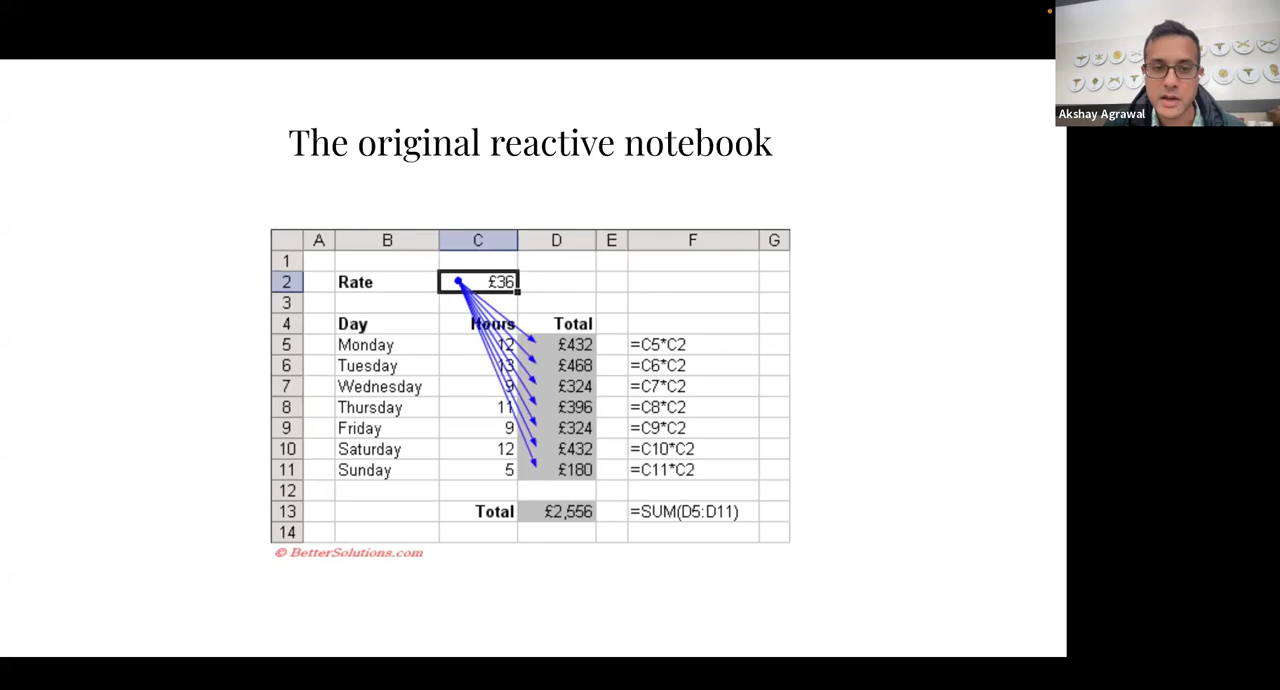 Akshay Agrawal
The original reactive notebook
A B C D E F G
1
2 Rate £36
3
4 Day Hours Total
5 Monday 12 £432 =C5*C2
6 Tuesday 13 £468 =C6*C2
7 Wednesday 9 £324 =C7*C2
8 Thursday 11 £396 =C8*C2
9 Friday 9 £324 =C9*C2
10 Saturday 12 £432 =C10*C2
11 Sunday 5 £180 =C11*C2
12
13 Total £2,556 =SUM(D5:D11)
14
© BetterSolutions.com